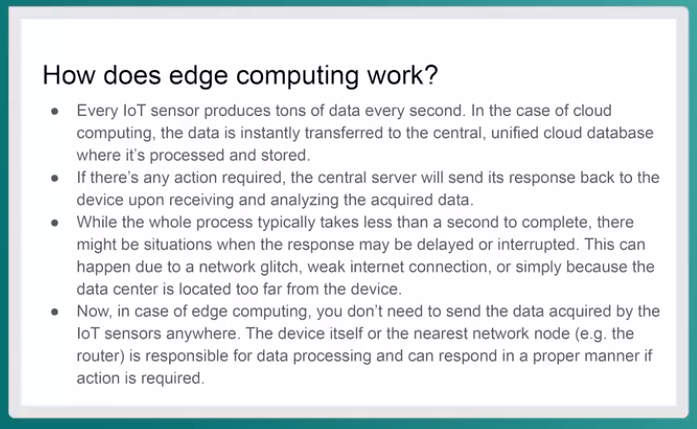 How does edge computing work?
● Every IoT sensor produces tons of data every second. In the case of cloud
computing, the data is instantly transferred to the central, unified cloud database
where it's processed and stored.
● If there's any action required, the central server will send its response back to the
device upon receiving and analyzing the acquired data.
● While the whole process typically takes less than a second to complete, there
might be situations when the response may be delayed or interrupted. This can
happen due to a network glitch, weak internet connection, or simply because the
data center is located too far from the device.
● Now, in case of edge computing, you don't need to send the data acquired by the
IoT sensors anywhere. The device itself or the nearest network node (e.g. the
router) is responsible for data processing and can respond in a proper manner if
action is required.